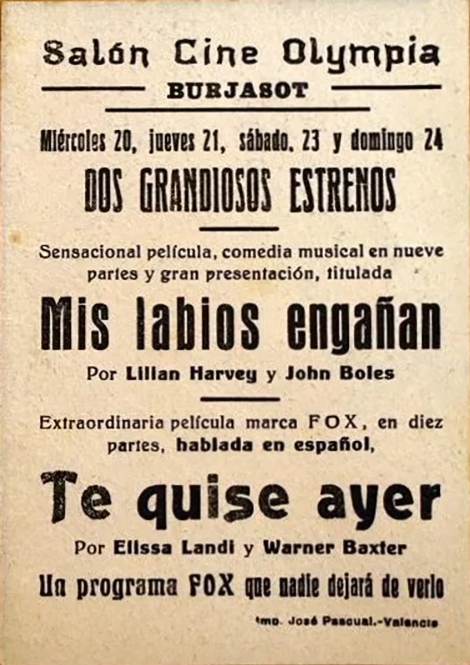 Salón Cine Olympia
BURJASOT
Miércoles 20, jueves 21, sábado, 23 y domingo 24
DOS GRANDIOSOS ESTRENOS
Sensacional película, comedia musical en nueve
partes y gran presentación, titulada
Mis labios engañan
Por Lilian Harvey y John Boles
Extraordinaria película marca FOX, en diez
partes, hablada en español,
Te quise ayer
Por Elissa Landi y Warner Baxter
Un programa FOX que nadie dejará de verlo
Imp. José Pascual.-Valencia